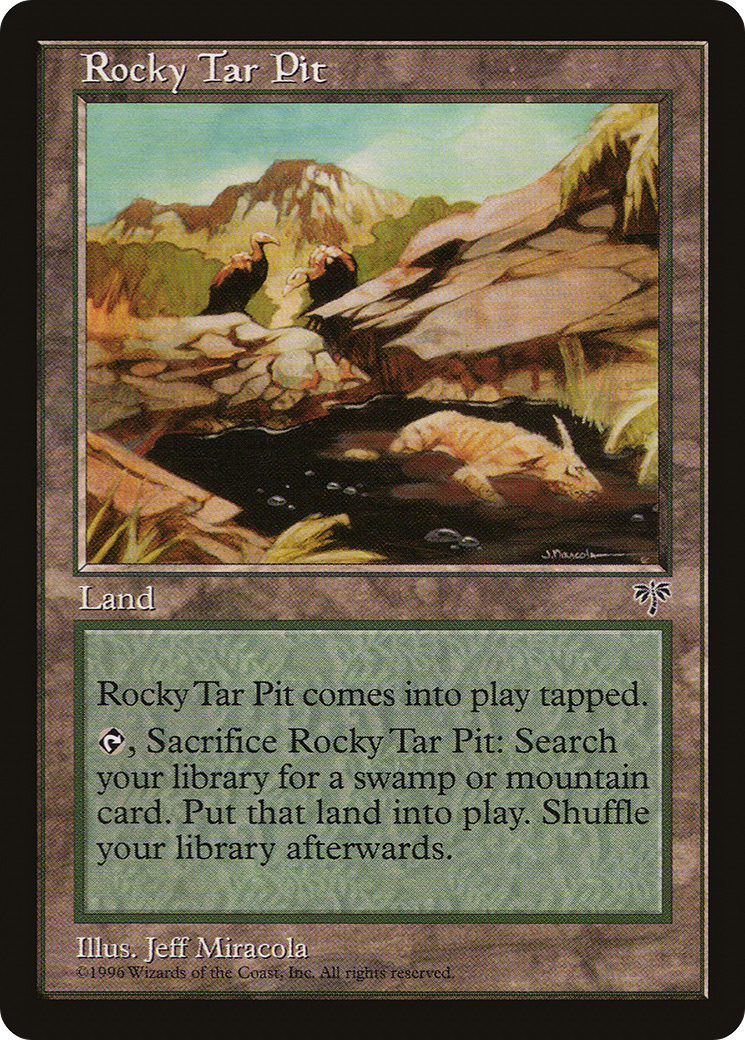 Rocky Tar Pit
J. Miracola
Land
Rocky Tar Pit comes into play tapped.
, Sacrifice Rocky Tar Pit: Search
your library for a swamp or mountain
card. Put that land into play. Shuffle
your library afterwards.
Illus. Jeff Miracola
©1996 Wizards of the Coast, Inc. All rights reserved.